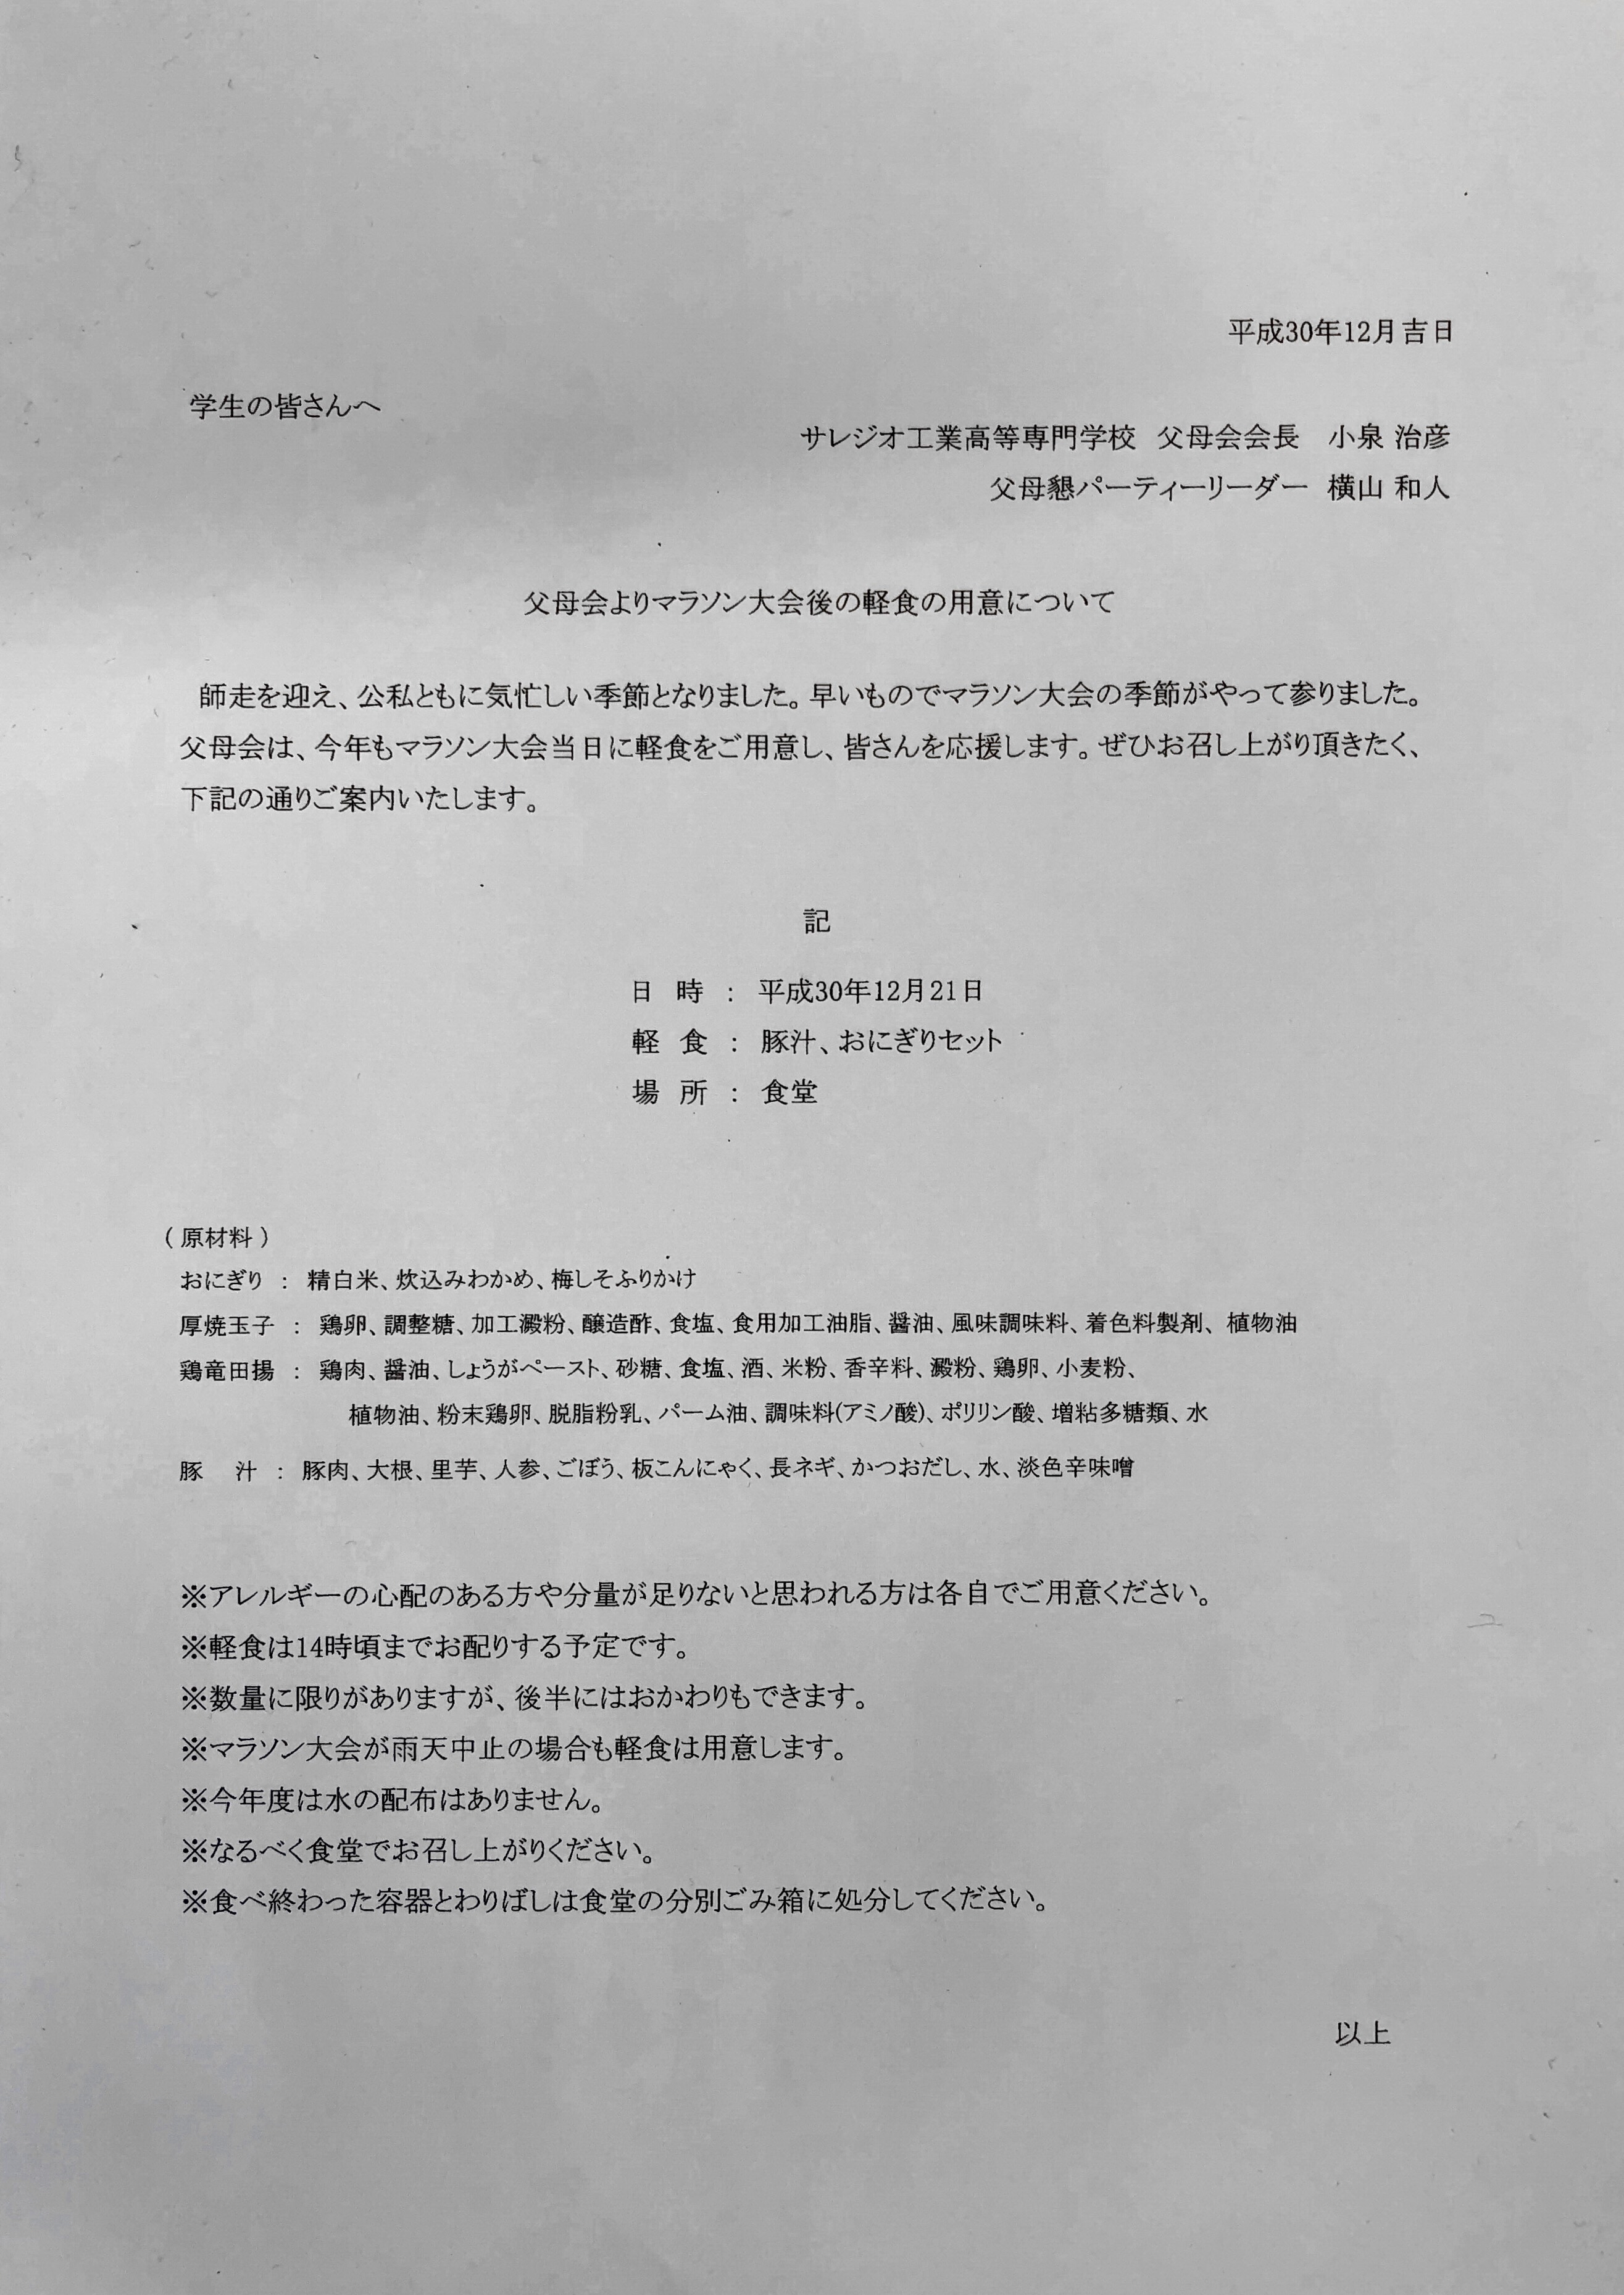 平成30年12月吉日
学生の皆さんへ
サレジオ工業高等専門学校 父母会会長 小泉 治彦
父母懇パーティーリーダー 横山 和人
父母会よりマラソン大会後の軽食の用意について
師走を迎え、公私ともに気忙しい季節となりました。早いものでマラソン大会の季節がやって参りました。
父母会は、今年もマラソン大会当日に軽食をご用意し、皆さんを応援します。ぜひお召し上がり頂きたく、
下記の通りご案内いたします。
記
日 時 : 平成30年12月21日
軽 食 : 豚汁、おにぎりセット
場 所 : 食堂
( 原材料 )
おにぎり : 精白米、炊込みわかめ、梅しそふりかけ
厚焼玉子 : 鶏卵、調整糖、加工澱粉、醸造酢、食塩、食用加工油脂、醤油、風味調味料、着色料製剤、植物油
鶏竜田揚 : 鶏肉、醤油、しょうがペースト、砂糖、食塩、酒、米粉、香辛料、澱粉、鶏卵、小麦粉、
植物油、粉末鶏卵、脱脂粉乳、パーム油、調味料(アミノ酸)、ポリリン酸、増粘多糖類、水
豚 汁 : 豚肉、大根、里芋、人参、ごぼう、板こんにゃく、長ネギ、かつおだし、水、淡色辛味噌
※アレルギーの心配のある方や分量が足りないと思われる方は各自でご用意ください。
※軽食は14時頃までお配りする予定です。
※数量に限りがありますが、後半にはおかわりもできます。
※マラソン大会が雨天中止の場合も軽食は用意します。
※今年度は水の配布はありません。
※なるべく食堂でお召し上がりください。
※食べ終わった容器とわりばしは食堂の分別ごみ箱に処分してください。
以上